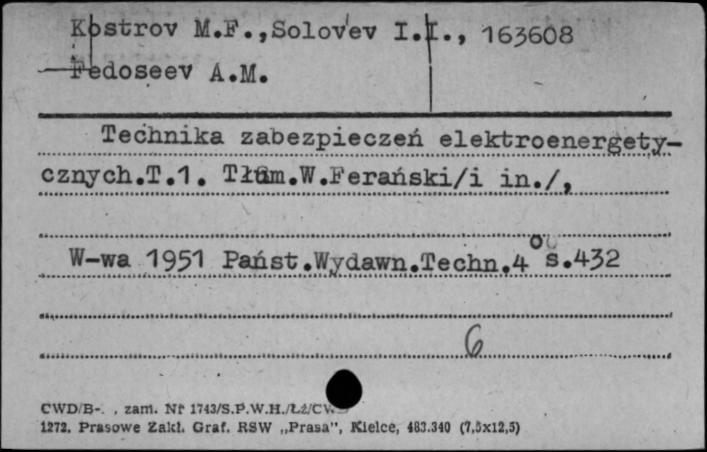 Kostrov M.F.,Solov'ev I.I., 163608
Fedoseev A.M.
Technika zabezpieczeń elektroenergety-
cznych.T.1. Tłum.W.Ferański/i in./,
W-wa 1951 Państ.Wydawn.Techn.4° s.432
6
CWD/B-. , zam. Nr 1743/S.P.W.H./Łż/
1272. Prasowe Zakł. Graf. RSW „Prasa", Kielce, 483.340 (7,5x12,5)